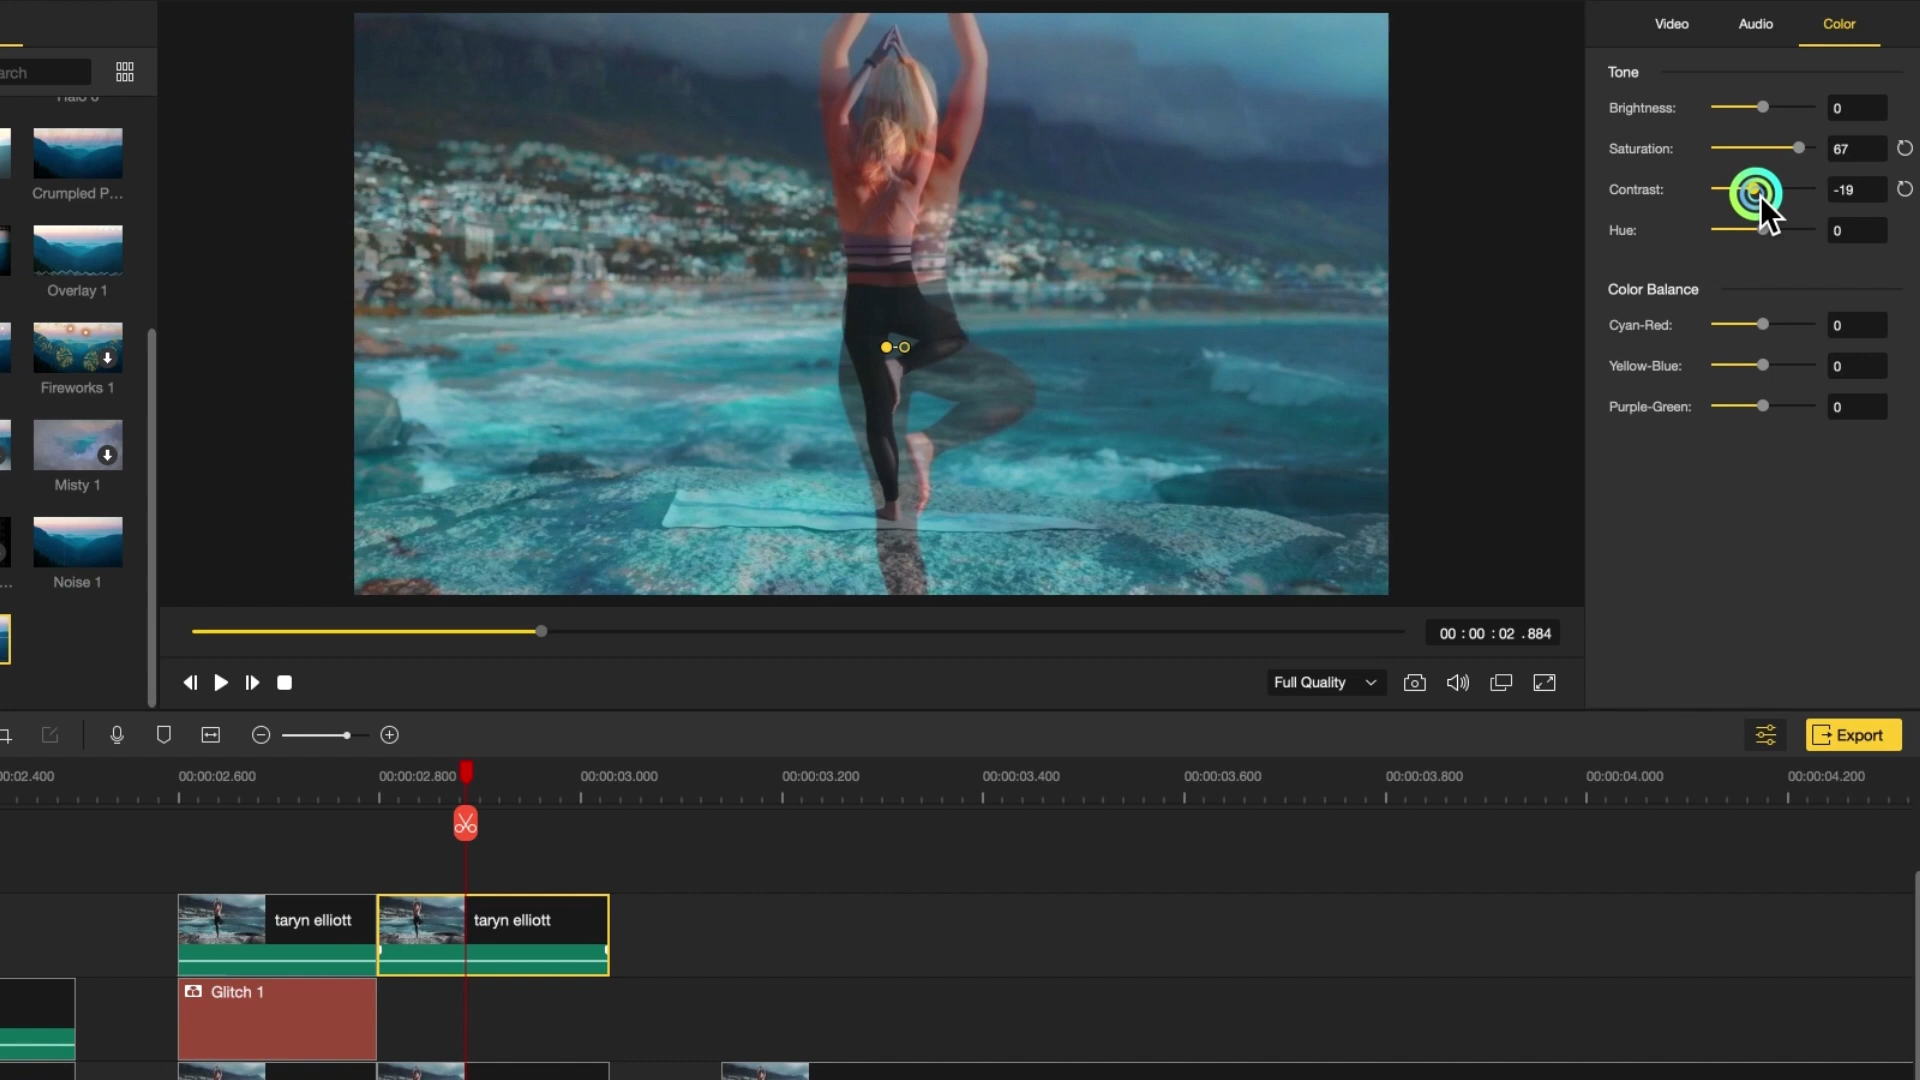 Video
Audio
Color
arch
Tone
Brightness:
0
Saturation:
67
Contrast:
-19
Hue:
0
Color Balance
Cyan-Red:
0
Yellow-Blue:
0
Purple-Green:
0
Crumpled P...
Overlay 1
Fireworks 1
Misty 1
Noise 1
00 : 00 : 02 .884
Full Quality
Export
00:00:02.400
00:00:02.600
00:00:02.800
00:00:03.000
00:00:03.200
00:00:03.400
00:00:03.600
00:00:03.800
00:00:04.000
00:00:04.200
taryn elliott
taryn elliott
Glitch 1